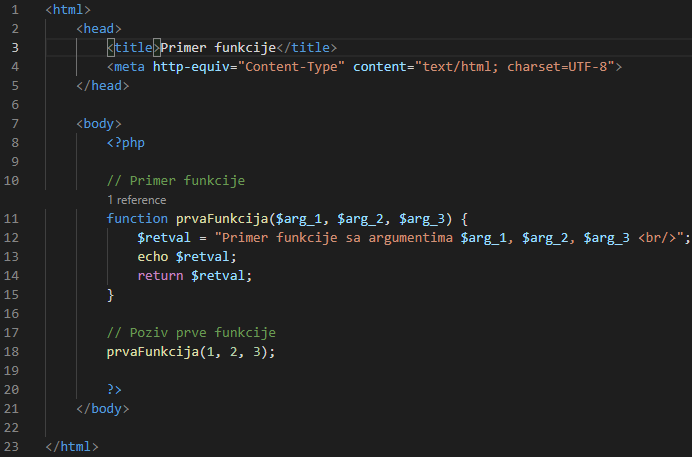 1 <html>
2 <head>
3 <title>Primer funkcije</title>
4 <meta http-equiv="Content-Type" content="text/html; charset=UTF-8">
5 </head>
6
7 <body>
8 <?php
9
10 // Primer funkcije
1 reference
11 function prvaFunkcija($arg_1, $arg_2, $arg_3) {
12 $retval = "Primer funkcije sa argumentima $arg_1, $arg_2, $arg_3 <br/>";
13 echo $retval;
14 return $retval;
15 }
16
17 // Poziv prve funkcije
18 prvaFunkcija(1, 2, 3);
19
20 ?>
21 </body>
22
23 </html>